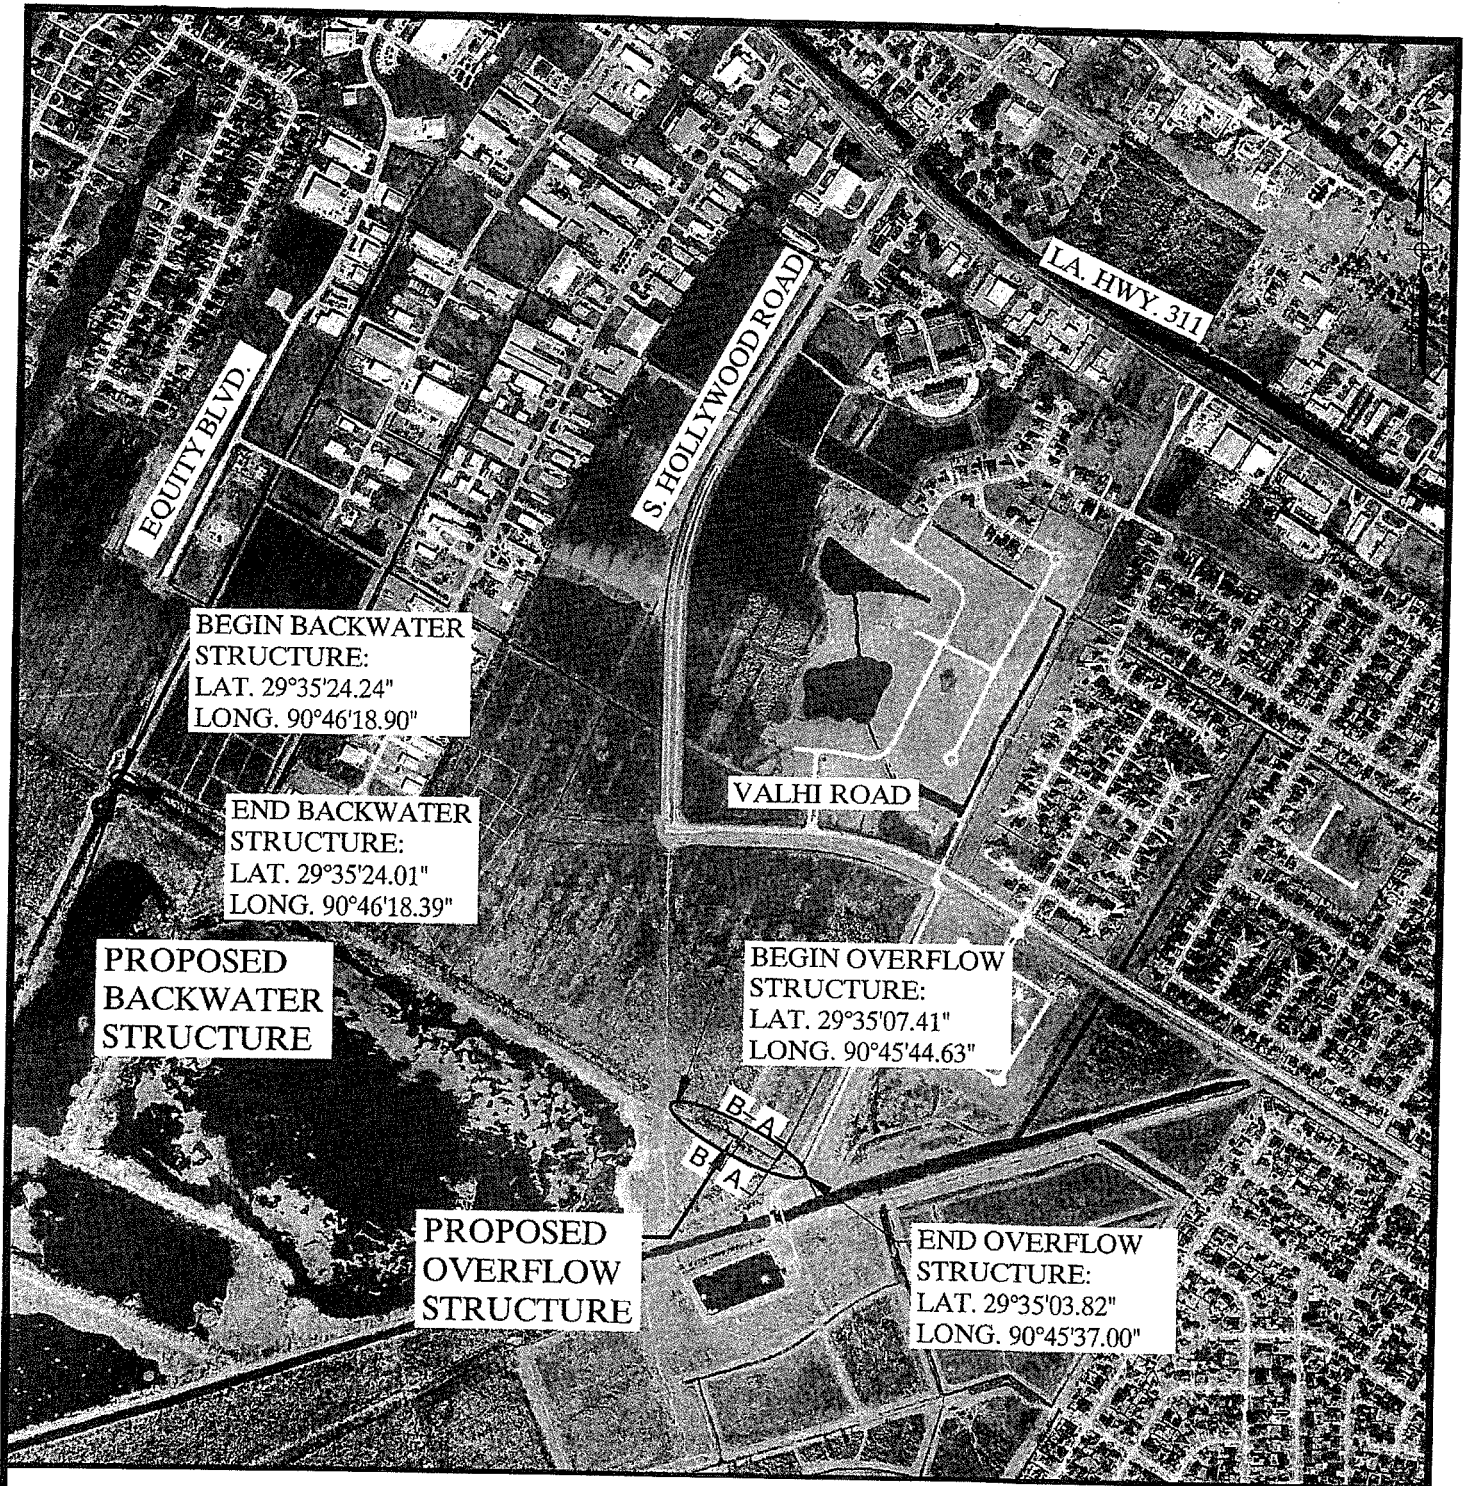 LA. HWY. 311
S. HOLLYWOOD ROAD
EQUITY BLVD.
BEGIN BACKWATER
STRUCTURE:
LAT. 29°35'24.24"
LONG. 90°46'18.90"
VALHI ROAD
END BACKWATER
STRUCTURE:
LAT. 29°35'24.01"
LONG. 90°46'18.39"
PROPOSED
BACKWATER
STRUCTURE
BEGIN OVERFLOW
STRUCTURE:
LAT. 29°35'07.41"
LONG. 90°45'44.63"
B
A
B
A
PROPOSED
OVERFLOW
STRUCTURE
END OVERFLOW
STRUCTURE:
LAT. 29°35'03.82"
LONG. 90°45'37.00"